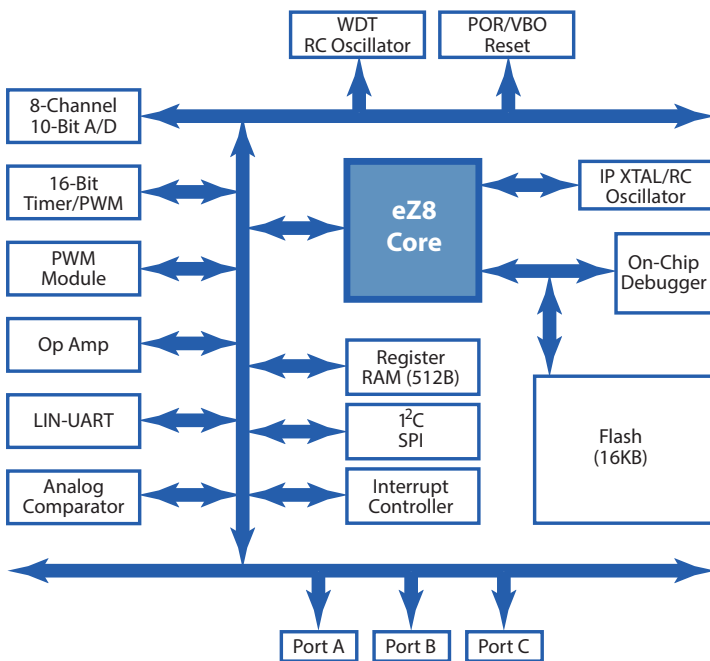 WDT
RC Oscillator
POR/VBO
Reset
8-Channel
10-Bit A/D
16-Bit
Timer/PWM
PWM
Module
Op Amp
LIN-UART
Analog
Comparator
eZ8
Core
IP XTAL/RC
Oscillator
On-Chip
Debugger
Register
RAM (512B)
1²C
SPI
Interrupt
Controller
Flash
(16KB)
Port A
Port B
Port C